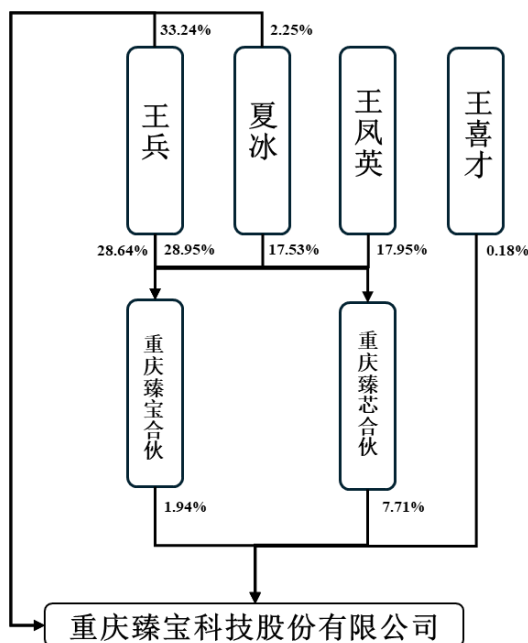 33.24%
2.25%
王兵
夏冰
王凤英
王喜才
28.64%
28.95%
17.53%
17.95%
0.18%
重庆臻宝合伙
重庆臻芯合伙
1.94%
7.71%
重庆臻宝科技股份有限公司